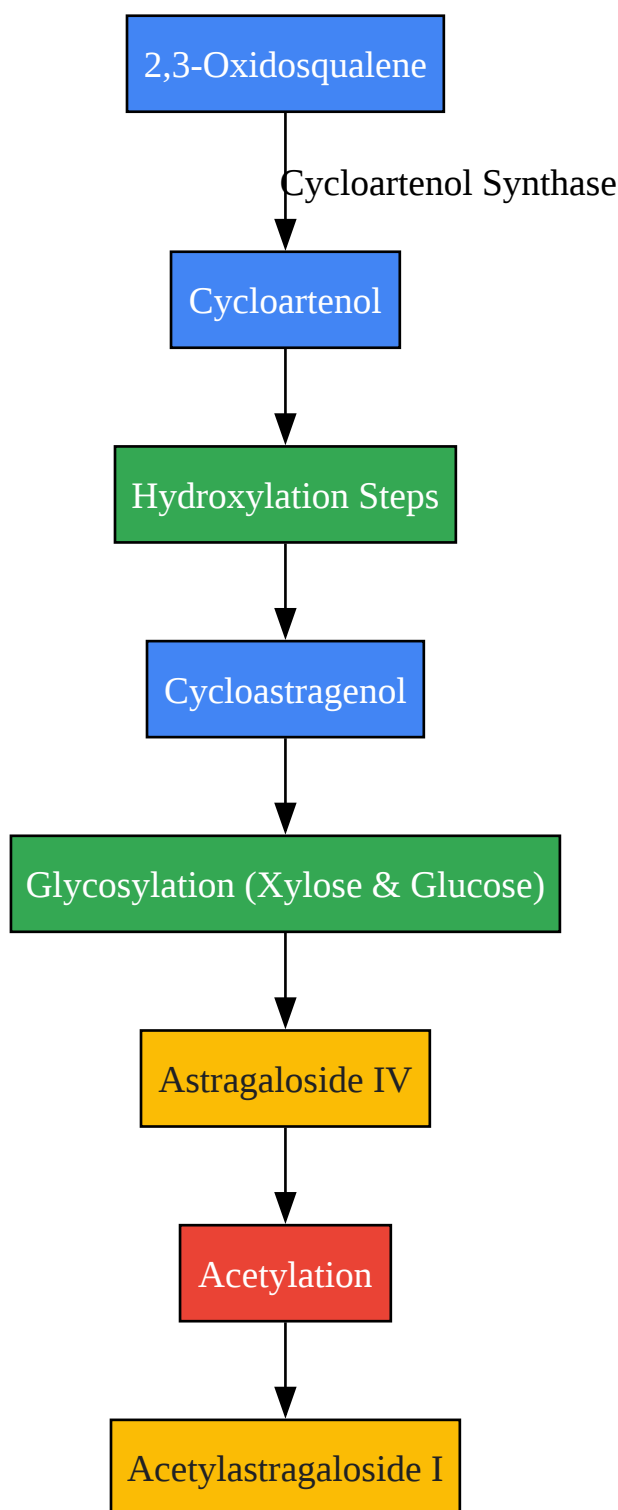 2,3-Oxidosqualene
Cycloartenol Synthase
Cycloartenol
Hydroxylation Steps
Cycloastragenol
Glycosylation (Xylose & Glucose)
Astragaloside IV
Acetylation
Acetylastragaloside I